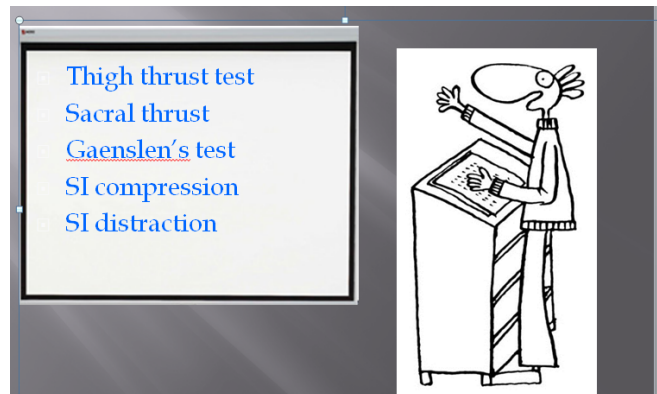 Thigh thrust test
Sacral thrust
Gaenslen's test
SI compression
SI distraction